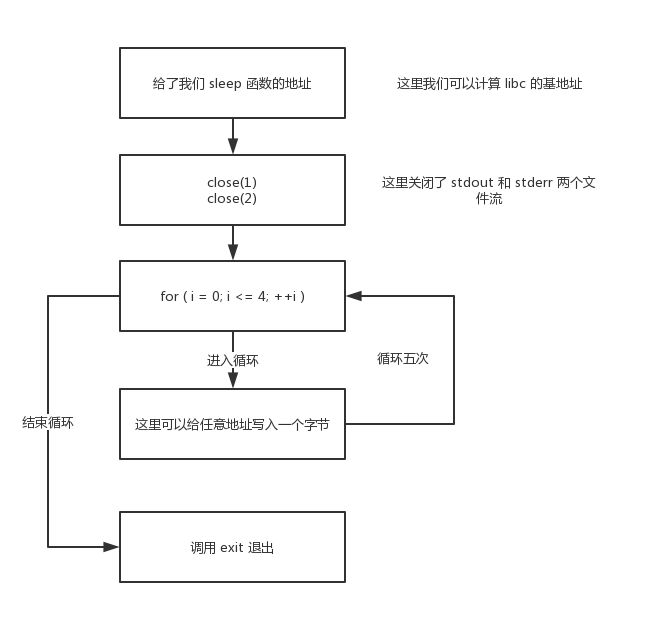 给了我们 sleep 函数的地址
这里我们可以计算 libc 的基地址
close(1)
close(2)
这里关闭了 stdout 和 stderr 两个文
件流
for ( i = 0; i <= 4; ++i )
进入循环
循环五次
结束循环
这里可以给任意地址写入一个字节
调用 exit 退出